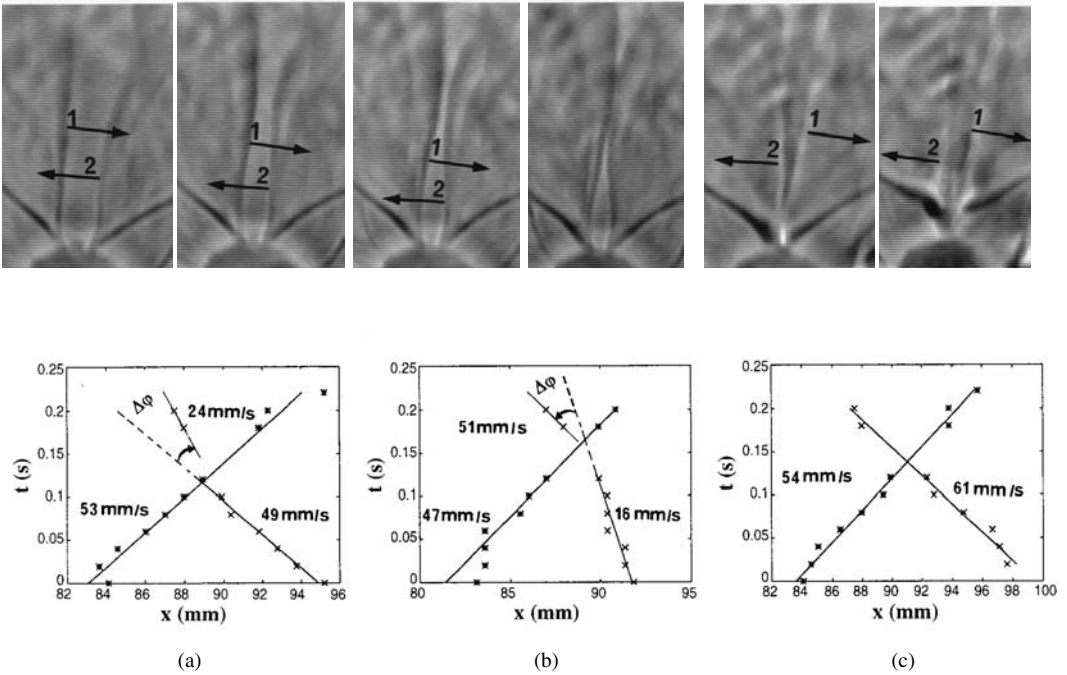 1
2
1
2
1
2
1
2
1
2
0.25
0.2
0.15
0.1
0.05
0
t (s)
82 84 86 88 90 92 94 96
x (mm)
Δφ
24mm/s
53mm/s
49mm/s
(a)
0.25
0.2
0.15
0.1
0.05
0
t (s)
80 85 90 95
x (mm)
Δφ
51mm/s
47mm/s
16mm/s
(b)
0.25
0.2
0.15
0.1
0.05
0
t (s)
82 84 86 88 90 92 94 96 98 100
x (mm)
54 mm/s
61 mm/s
(c)